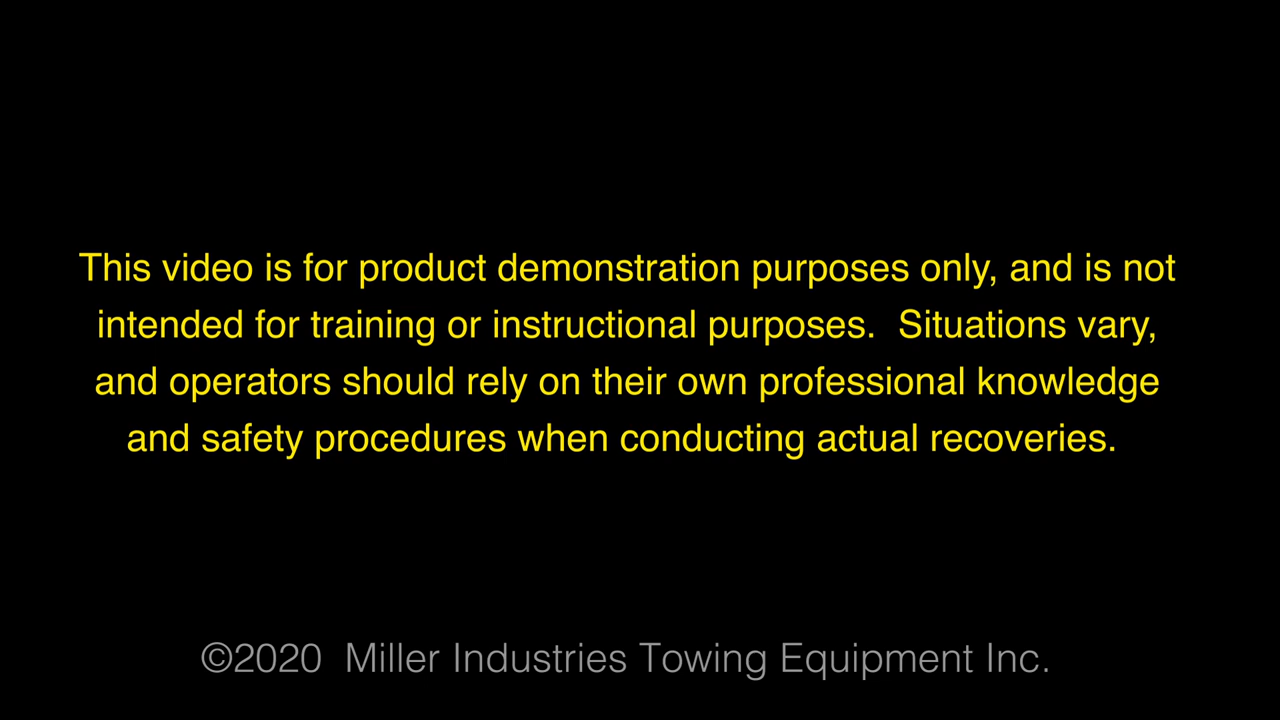 This video is for product demonstration purposes only, and is not
intended for training or instructional purposes.  Situations vary,
and operators should rely on their own professional knowledge
and safety procedures when conducting actual recoveries.
©2020  Miller Industries Towing Equipment Inc.